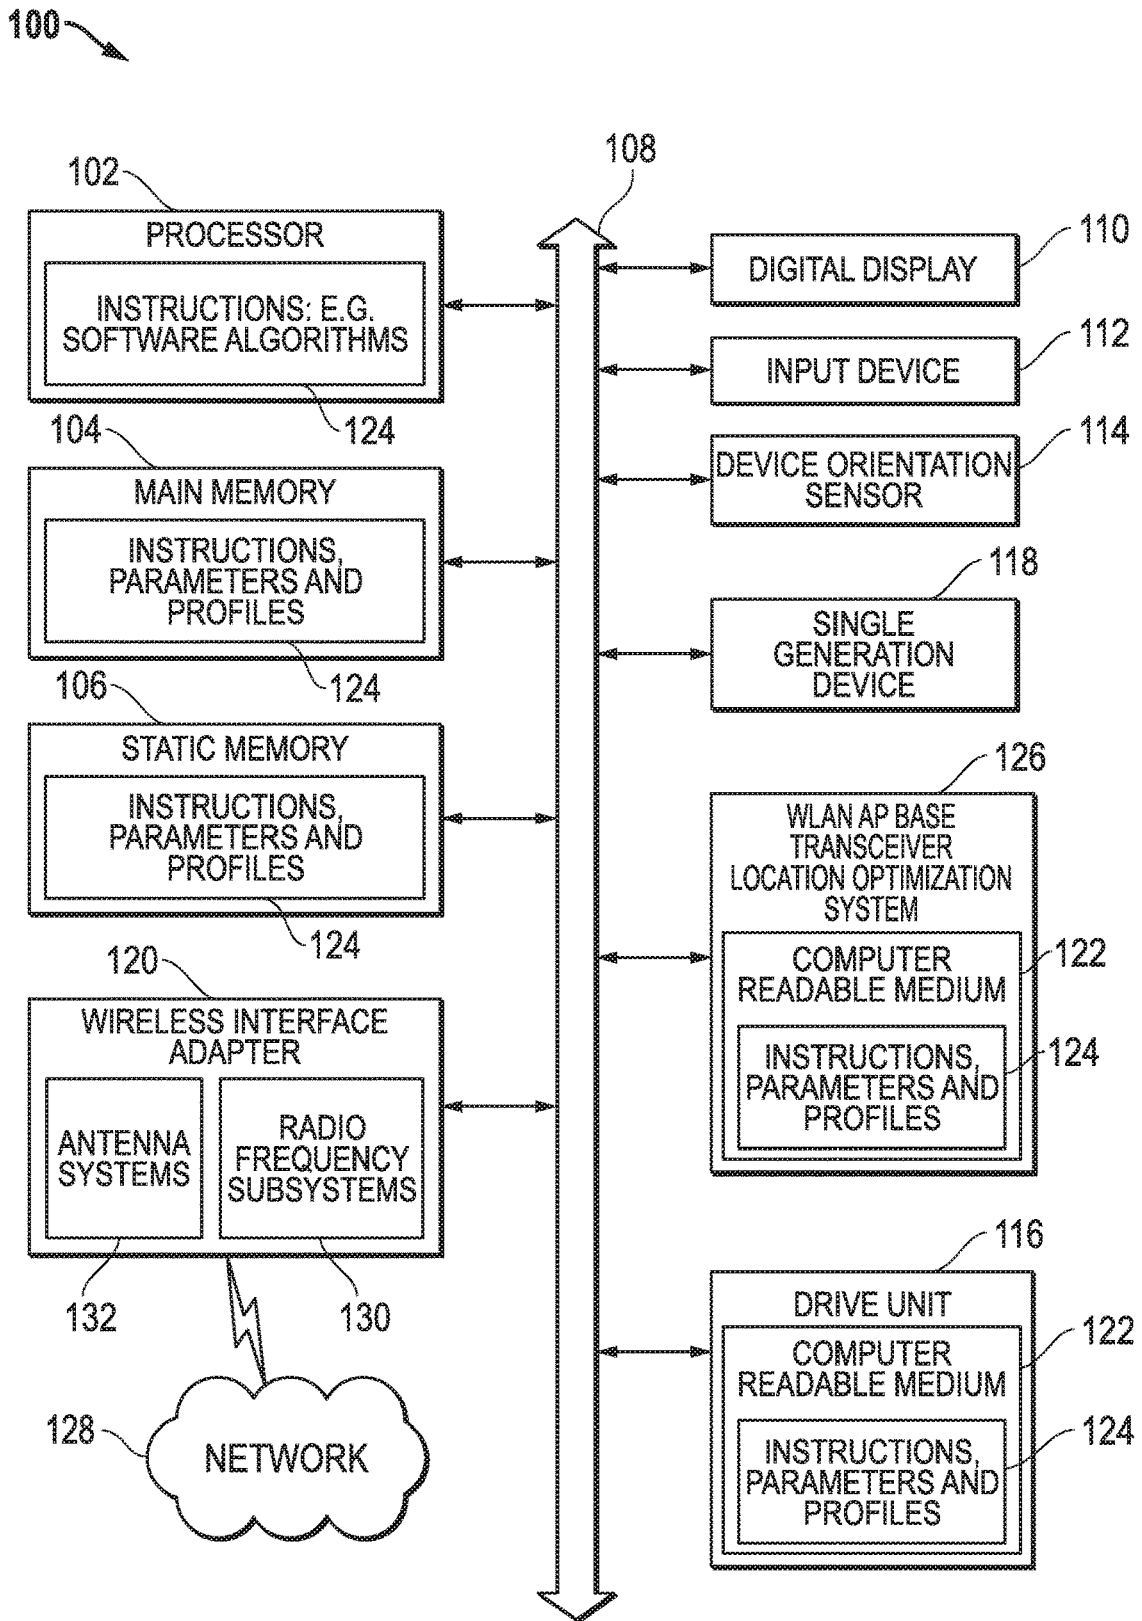 100
108
102
PROCESSOR
INSTRUCTIONS: E.G.
SOFTWARE ALGORITHMS
124
104
MAIN MEMORY
INSTRUCTIONS,
PARAMETERS AND
PROFILES
124
106
STATIC MEMORY
INSTRUCTIONS,
PARAMETERS AND
PROFILES
124
120
WIRELESS INTERFACE
ADAPTER
ANTENNA
SYSTEMS
RADIO
FREQUENCY
SUBSYSTEMS
132
130
128
NETWORK
110
DIGITAL DISPLAY
112
INPUT DEVICE
114
DEVICE ORIENTATION
SENSOR
118
SINGLE
GENERATION
DEVICE
126
WLAN AP BASE
TRANSCEIVER
LOCATION OPTIMIZATION
SYSTEM
122
COMPUTER
READABLE MEDIUM
124
INSTRUCTIONS,
PARAMETERS AND
PROFILES
116
DRIVE UNIT
122
COMPUTER
READABLE MEDIUM
124
INSTRUCTIONS,
PARAMETERS AND
PROFILES